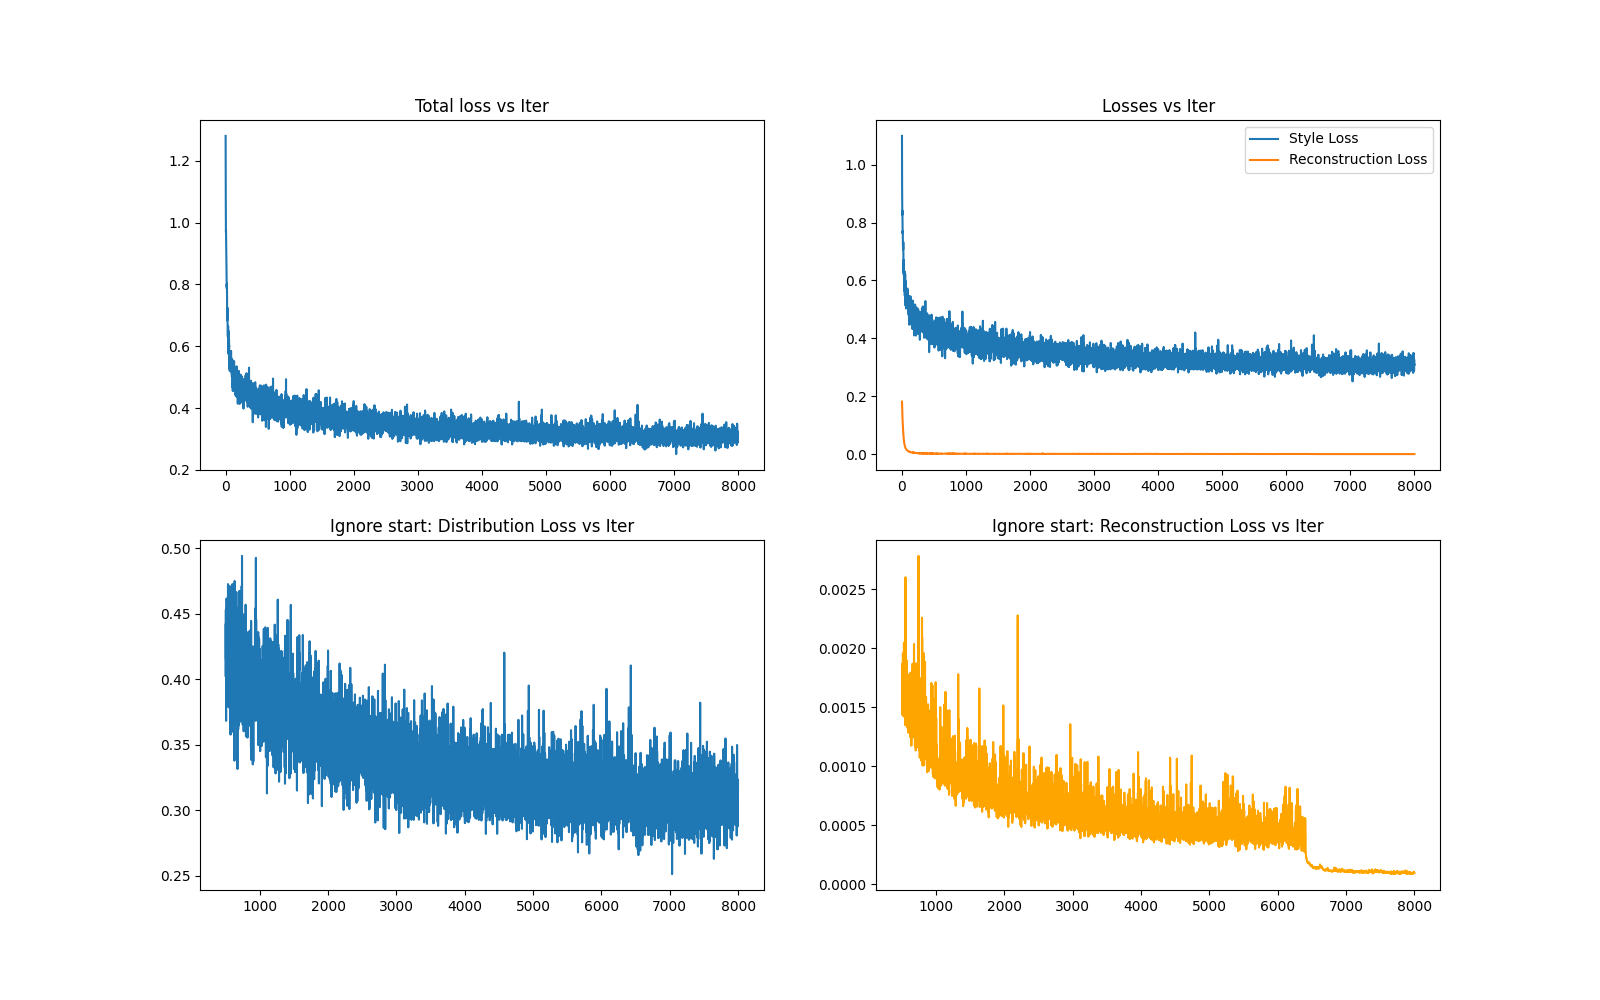 Total loss vs Iter
1.2
1.0
0.8
0.6
0.4
0.2
0 1000 2000 3000 4000 5000 6000 7000 8000
Losses vs Iter
Style Loss
Reconstruction Loss
1.0
0.8
0.6
0.4
0.2
0.0
0 1000 2000 3000 4000 5000 6000 7000 8000
Ignore start: Distribution Loss vs Iter
0.50
0.45
0.40
0.35
0.30
0.25
1000 2000 3000 4000 5000 6000 7000 8000
Ignore start: Reconstruction Loss vs Iter
0.0025
0.0020
0.0015
0.0010
0.0005
0.0000
1000 2000 3000 4000 5000 6000 7000 8000